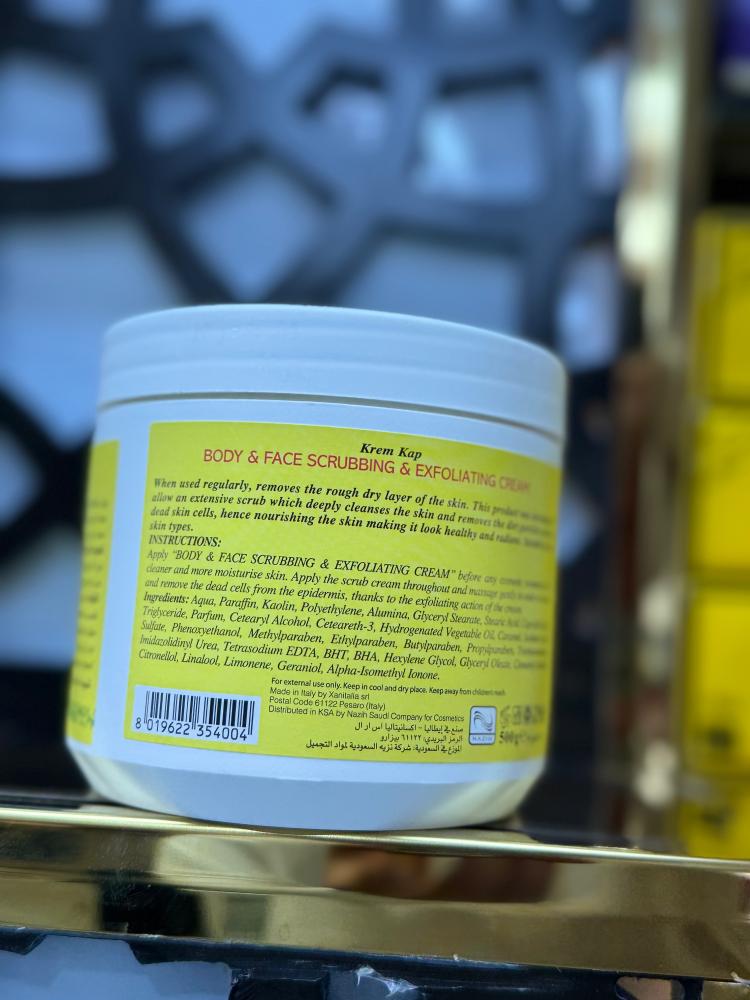 Krem Kap
BODY & FACE SCRUBBING & EXFOLIATING CREAM
When used regularly, removes the rough dry layer of the skin. This product
allow an extensive scrub which deeply cleanses the skin and removes the
dead skin cells, hence nourishing the skin making it look healthy and radiant.
skin types.
INSTRUCTIONS:
Apply "BODY & FACE SCRUBBING & EXFOLIATING CREAM" before any cosmetic
cleaner and more moisturise skin. Apply the scrub cream throughout and massage gently
and remove the dead cells from the epidermis, thanks to the exfoliating action of the cream.
Ingredients: Aqua, Paraffin, Kaolin, Polyethylene, Alumina, Glyceryl Stearate, Stearic Acid,
Triglyceride, Parfum, Cetearyl Alcohol, Ceteareth-3, Hydrogenated Vegetable Oil, Caramel,
Sulfate, Phenoxyethanol, Methylparaben, Ethylparaben, Butylparaben, Propylparaben,
Imidazolidinyl Urea, Tetrasodium EDTA, BHT, BHA, Hexylene Glycol, Glyceryl Oleate,
Citronellol, Linalool, Limonene, Geraniol, Alpha-Isomethyl Ionone.
For external use only. Keep in cool and dry place. Keep away from children's reach.
Made in Italy by Xanitalia srl
Postal Code 61122 Pesaro (Italy)
Distributed in KSA by Nazih Saudi Company for Cosmetics
صنع في إيطاليا - اكسانيتاليا اس ار ال
الرمز البريدي: ٦١١٢٢ بيزارو
الموزع في السعودية: شركة نزيه السعودية لمواد التجميل
8 019622 354004
NAZIH
500 g